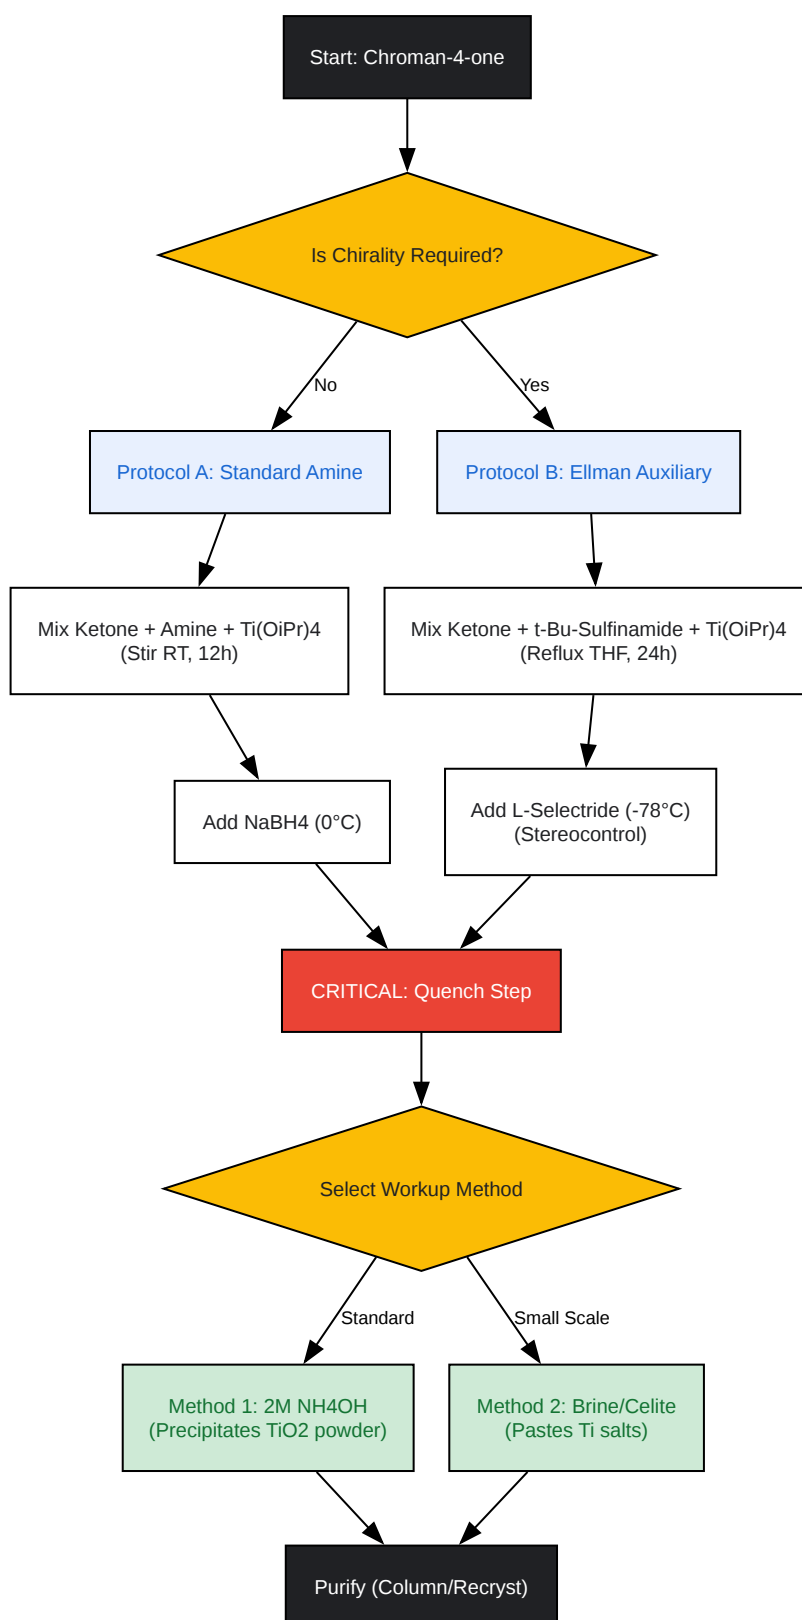 Start: Chroman-4-one
Is Chirality Required?
No
Yes
Protocol A: Standard Amine
Protocol B: Ellman Auxiliary
Mix Ketone + Amine + Ti(OiPr)4
(Stir RT, 12h)
Mix Ketone + t-Bu-Sulfinamide + Ti(OiPr)4
(Reflux THF, 24h)
Add NaBH4 (0°C)
Add L-Selectride (-78°C)
(Stereocontrol)
CRITICAL: Quench Step
Select Workup Method
Standard
Small Scale
Method 1: 2M NH4OH
(Precipitates TiO2 powder)
Method 2: Brine/Celite
(Pastes Ti salts)
Purify (Column/Recryst)